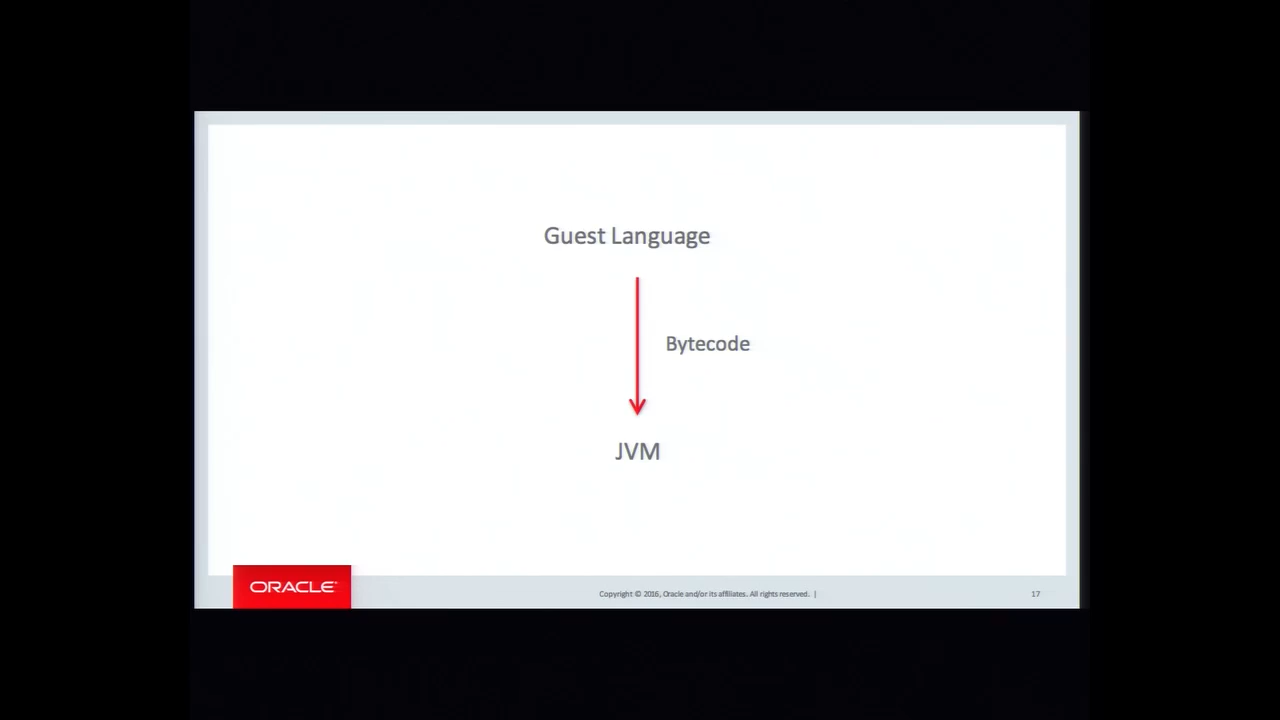 Guest Language
Bytecode
JVM
ORACLE
Copyright © 2016, Oracle and/or its affiliates. All rights reserved. |
17